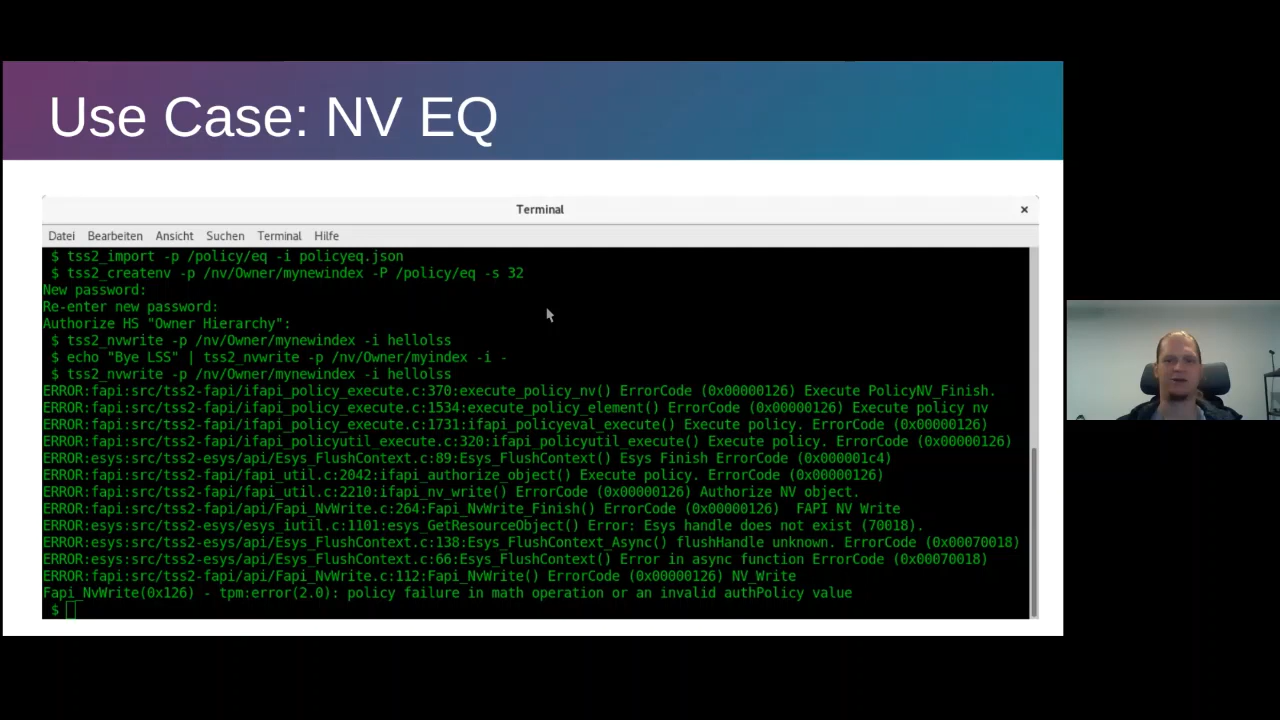 Use Case: NV EQ
Terminal
×
Datei Bearbeiten Ansicht Suchen Terminal Hilfe
$ tss2_import -p /policy/eq -i policyeq.json
$ tss2_createnv -p /nv/Owner/mynewindex -P /policy/eq -s 32
New password:
Re-enter new password:
Authorize HS "Owner Hierarchy":
$ tss2_nvwrite -p /nv/Owner/mynewindex -i hellolss
$ echo "Bye LSS" | tss2_nvwrite -p /nv/Owner/myindex -i -
$ tss2_nvwrite -p /nv/Owner/mynewindex -i hellolss
ERROR:fapi:src/tss2-fapi/ifapi_policy_execute.c:370:execute_policy_nv() ErrorCode (0x00000126) Execute PolicyNV_Finish.
ERROR:fapi:src/tss2-fapi/ifapi_policy_execute.c:1534:execute_policy_element() ErrorCode (0x00000126) Execute policy nv
ERROR:fapi:src/tss2-fapi/ifapi_policy_execute.c:1731:ifapi_policyeval_execute() Execute policy. ErrorCode (0x00000126)
ERROR:fapi:src/tss2-fapi/ifapi_policyutil_execute.c:320:ifapi_policyutil_execute() Execute policy. ErrorCode (0x00000126)
ERROR:esys:src/tss2-esys/api/Esys_FlushContext.c:89:Esys_FlushContext() Esys Finish ErrorCode (0x000001c4)
ERROR:fapi:src/tss2-fapi/fapi_util.c:2042:ifapi_authorize_object() Execute policy. ErrorCode (0x00000126)
ERROR:fapi:src/tss2-fapi/fapi_util.c:2210:ifapi_nv_write() ErrorCode (0x00000126) Authorize NV object.
ERROR:fapi:src/tss2-fapi/api/Fapi_NvWrite.c:264:Fapi_NvWrite_Finish() ErrorCode (0x00000126)  FAPI NV Write
ERROR:esys:src/tss2-esys/esys_iutil.c:1101:esys_GetResourceObject() Error: Esys handle does not exist (70018).
ERROR:esys:src/tss2-esys/api/Esys_FlushContext.c:138:Esys_FlushContext_Async() flushHandle unknown. ErrorCode (0x00070018)
ERROR:esys:src/tss2-esys/api/Esys_FlushContext.c:66:Esys_FlushContext() Error in async function ErrorCode (0x00070018)
ERROR:fapi:src/tss2-fapi/api/Fapi_NvWrite.c:112:Fapi_NvWrite() ErrorCode (0x00000126) NV_Write
Fapi_NvWrite(0x126) - tpm:error(2.0): policy failure in math operation or an invalid authPolicy value
$